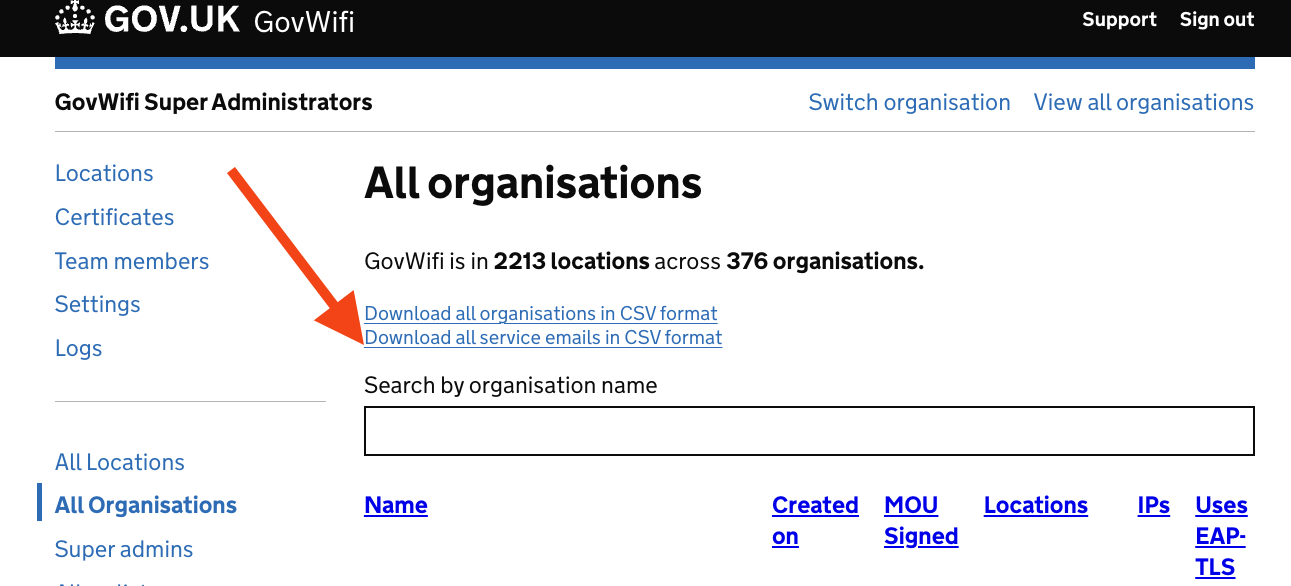 GOV.UK GovWifi
Support Sign out
GovWifi Super Administrators
Switch organisation View all organisations
Locations
Certificates
Team members
Settings
Logs
All Locations
All Organisations
Super admins
All organisations
GovWifi is in 2213 locations across 376 organisations.
Download all organisations in CSV format
Download all service emails in CSV format
Search by organisation name
Name
Created
on
MOU
Signed
Locations
IPs
Uses
EAP-
TLS